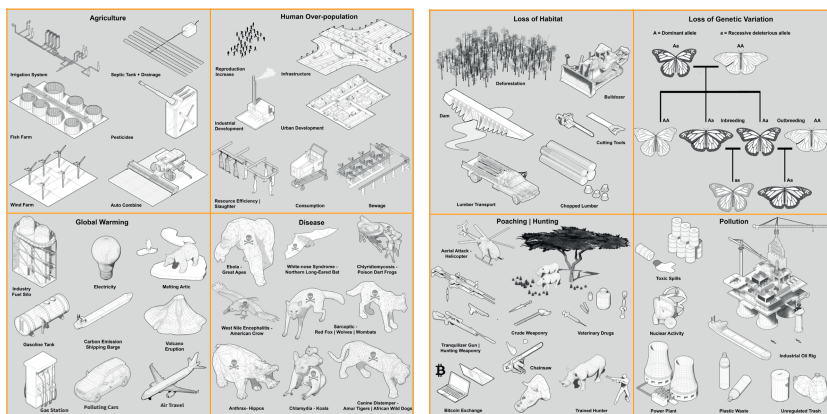 Agriculture
Irrigation System
Septic Tank + Drainage
Fish Farm
Pesticides
Wind Farm
Auto Combine
Human Over-population
Reproduction
Increase
Infrastructure
Industrial
Development
Urban Development
Resource Efficiency |
Slaughter
Consumption
Sewage
Global Warming
Industry
Fuel Silo
Electricity
Melting Artic
Gasoline Tank
Carbon Emission
Shipping Barge
Volcano
Eruption
Gas Station
Polluting Cars
Air Travel
Disease
Ebola -
Great Apes
White-nose Syndrome -
Northern Long-Eared Bat
Chlyridiomycosis -
Poison Dart Frogs
West Nile Encephalitis -
American Crow
Sarcoptic -
Red Fox | Wolves | Wombats
Anthrax- Hippos
Chlamydia - Koala
Canine Distemper -
Amur Tigers | African Wild Dogs
Loss of Habitat
Deforestation
Bulldozer
Dam
Cutting Tools
Lumber Transport
Chopped Lumber
Loss of Genetic Variation
A = Dominant allele
a = Recessive deleterious allele
Aa
AA
AA
Aa
Inbreeding
Aa
Outbreeding
AA
aa
Aa
Poaching | Hunting
Aerial Attack -
Helicopter
Crude Weaponry
Veterinary Drugs
Tranquilizer Gun |
Hunting Weaponry
Chainsaw
Bitcoin Exchange
Trained Hunter
Pollution
Toxic Spills
Nuclear Activity
Industrial Oil Rig
Power Plant
Plastic Waste
Unregulated Trash